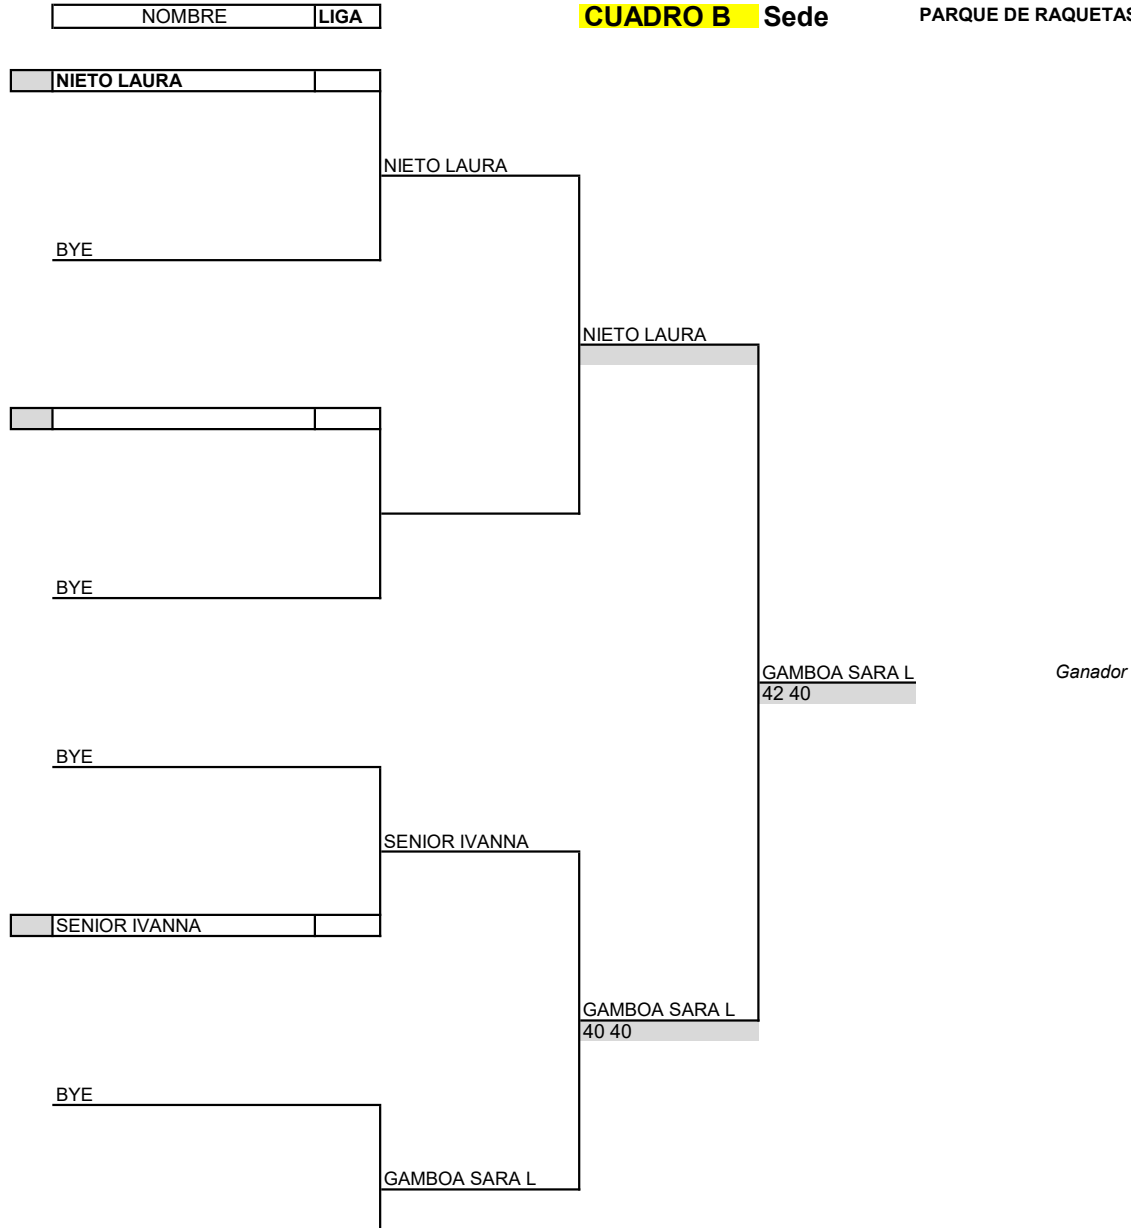 NOMBRE LIGA CUADRO B Sede PARQUE DE RAQUETAS
NIETO LAURA
NIETO LAURA
BYE
NIETO LAURA
BYE
GAMBOA SARA L Ganador
42 40
BYE
SENIOR IVANNA
SENIOR IVANNA
GAMBOA SARA L
40 40
BYE
GAMBOA SARA L